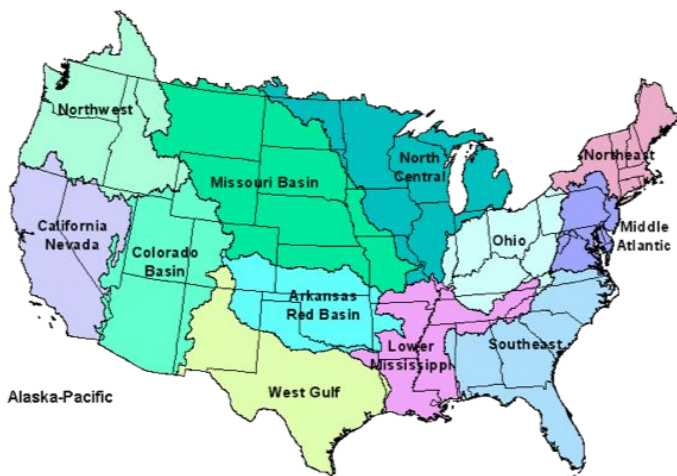 Northwest
North
Central
Northeast
Missouri Basin
California
Nevada
Colorado
Basin
Ohio
Middle
Atlantic
Arkansas
Red Basin
Lower
Mississippi
Southeast
West Gulf
Alaska-Pacific